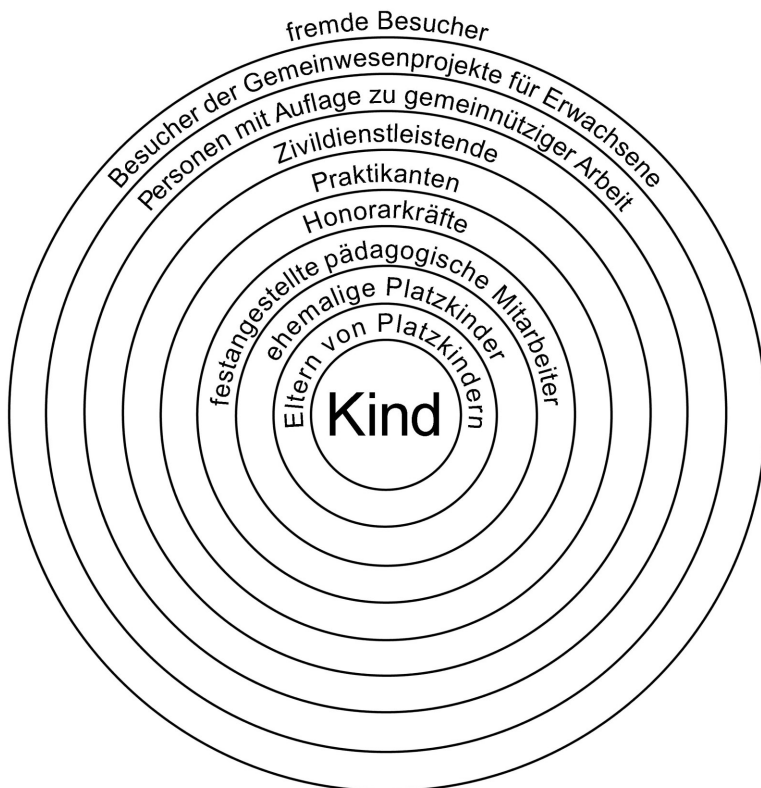 fremde Besucher
Besucher der Gemeinwesenprojekte für Erwachsene
Personen mit Auflage zu gemeinnütziger Arbeit
Zivildienstleistende
Praktikanten
Honorarkräfte
festangestellte pädagogische Mitarbeiter
ehemalige Platzkinder
Eltern von Platzkindern
Kind